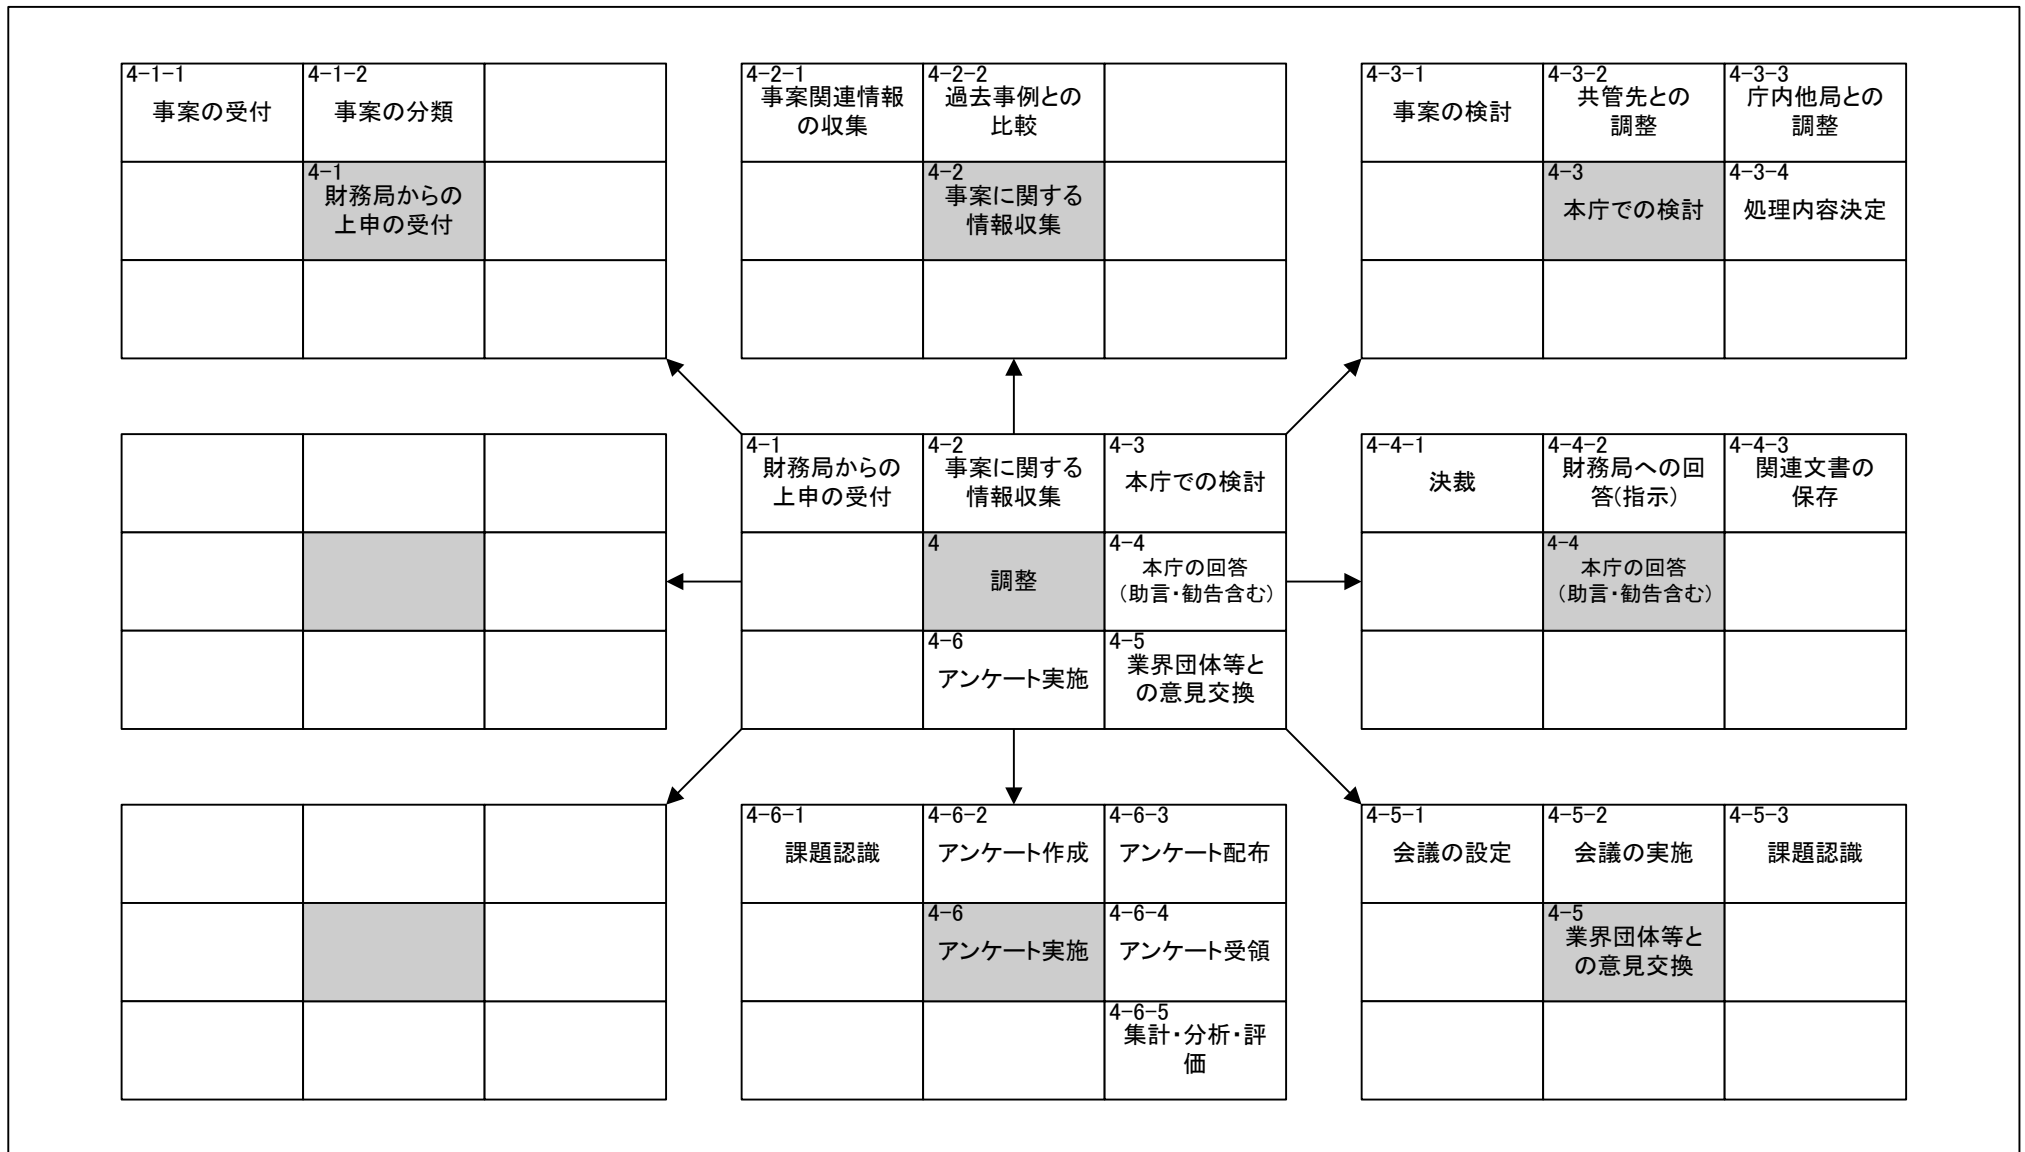 4-1-1
事案の受付
4-1-2
事案の分類
4-1
財務局からの
上申の受付
4-2-1
事案関連情報
の収集
4-2-2
過去事例との
比較
4-2
事案に関する
情報収集
4-3-1
事案の検討
4-3-2
共管先との
調整
4-3-3
庁内他局との
調整
4-3
本庁での検討
4-3-4
処理内容決定
4-1
財務局からの
上申の受付
4-2
事案に関する
情報収集
4-3
本庁での検討
4
調整
4-4
本庁の回答
(助言・勧告含む)
4-6
アンケート実施
4-5
業界団体等と
の意見交換
4-4-1
決裁
4-4-2
財務局への回
答(指示)
4-4-3
関連文書の
保存
4-4
本庁の回答
(助言・勧告含む)
4-6-1
課題認識
4-6-2
アンケート作成
4-6-3
アンケート配布
4-6
アンケート実施
4-6-4
アンケート受領
4-6-5
集計・分析・評
価
4-5-1
会議の設定
4-5-2
会議の実施
4-5-3
課題認識
4-5
業界団体等と
の意見交換